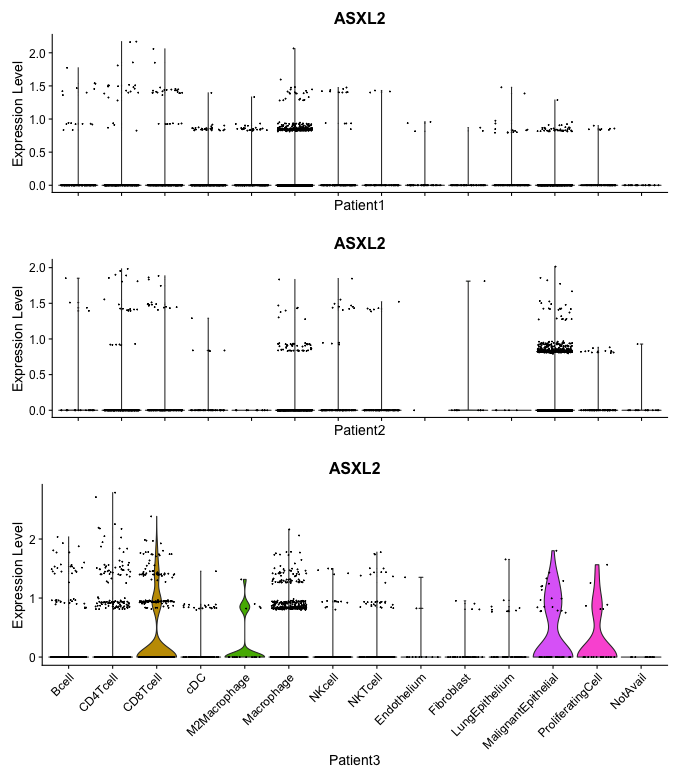 ASXL2
Expression Level
2.0
1.5
1.0
0.5
0.0
Patient1
ASXL2
Expression Level
2.0
1.5
1.0
0.5
0.0
Patient2
ASXL2
Expression Level
2
1
0
Bcell
CD4Tcell
CD8Tcell
cDC
M2Macrophage
Macrophage
NKcell
NKTcell
Endothelium
Fibroblast
LungEpithelium
MalignantEpithelial
ProliferatingCell
NotAvail
Patient3